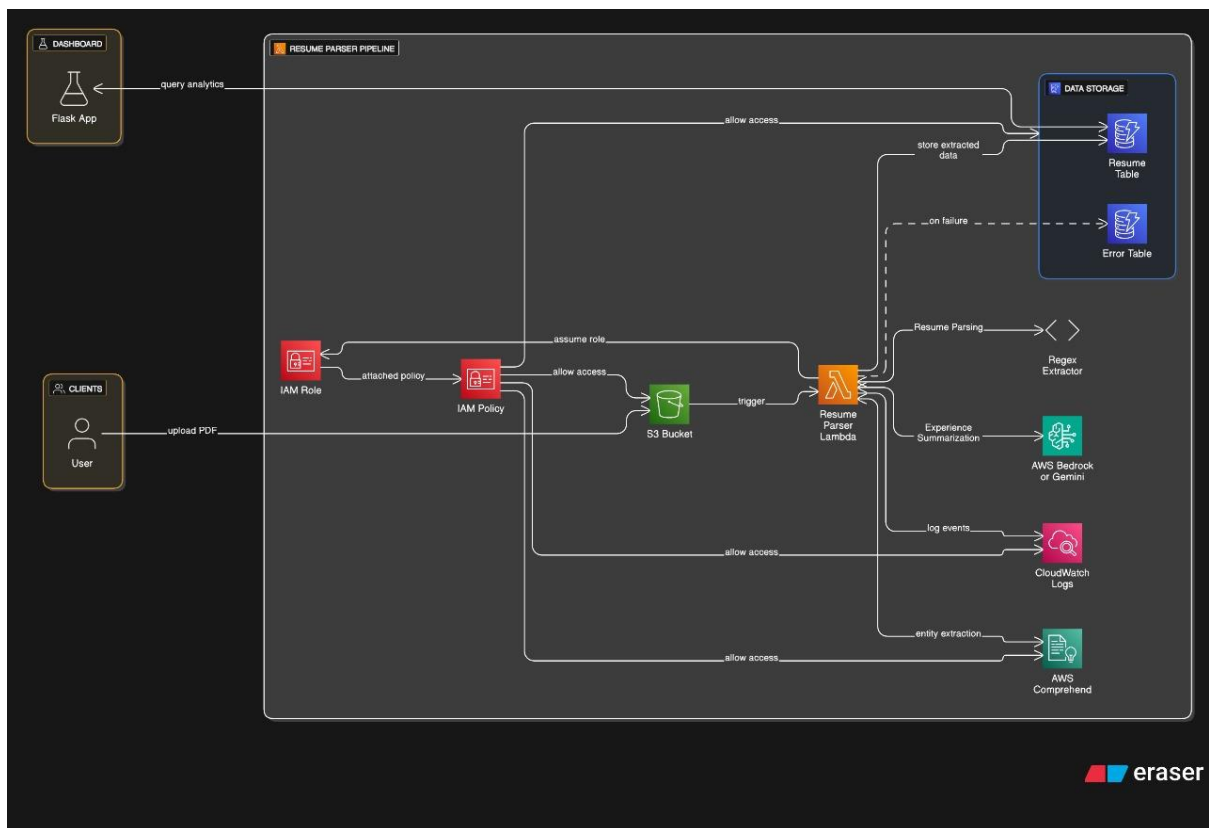 DASHBOARD
Flask App
RESUME PARSER PIPELINE
query analytics
DATA STORAGE
allow access
store extracted
data
Resume
Table
on failure
Error Table
assume role
Resume Parsing
Regex
Extractor
IAM Role
attached policy
IAM Policy
allow access
CLIENTS
User
upload PDF
S3 Bucket
trigger
Resume
Parser
Lambda
Experience
Summarization
AWS Bedrock
or Gemini
log events
allow access
CloudWatch
Logs
entity extraction
allow access
AWS
Comprehend
eraser